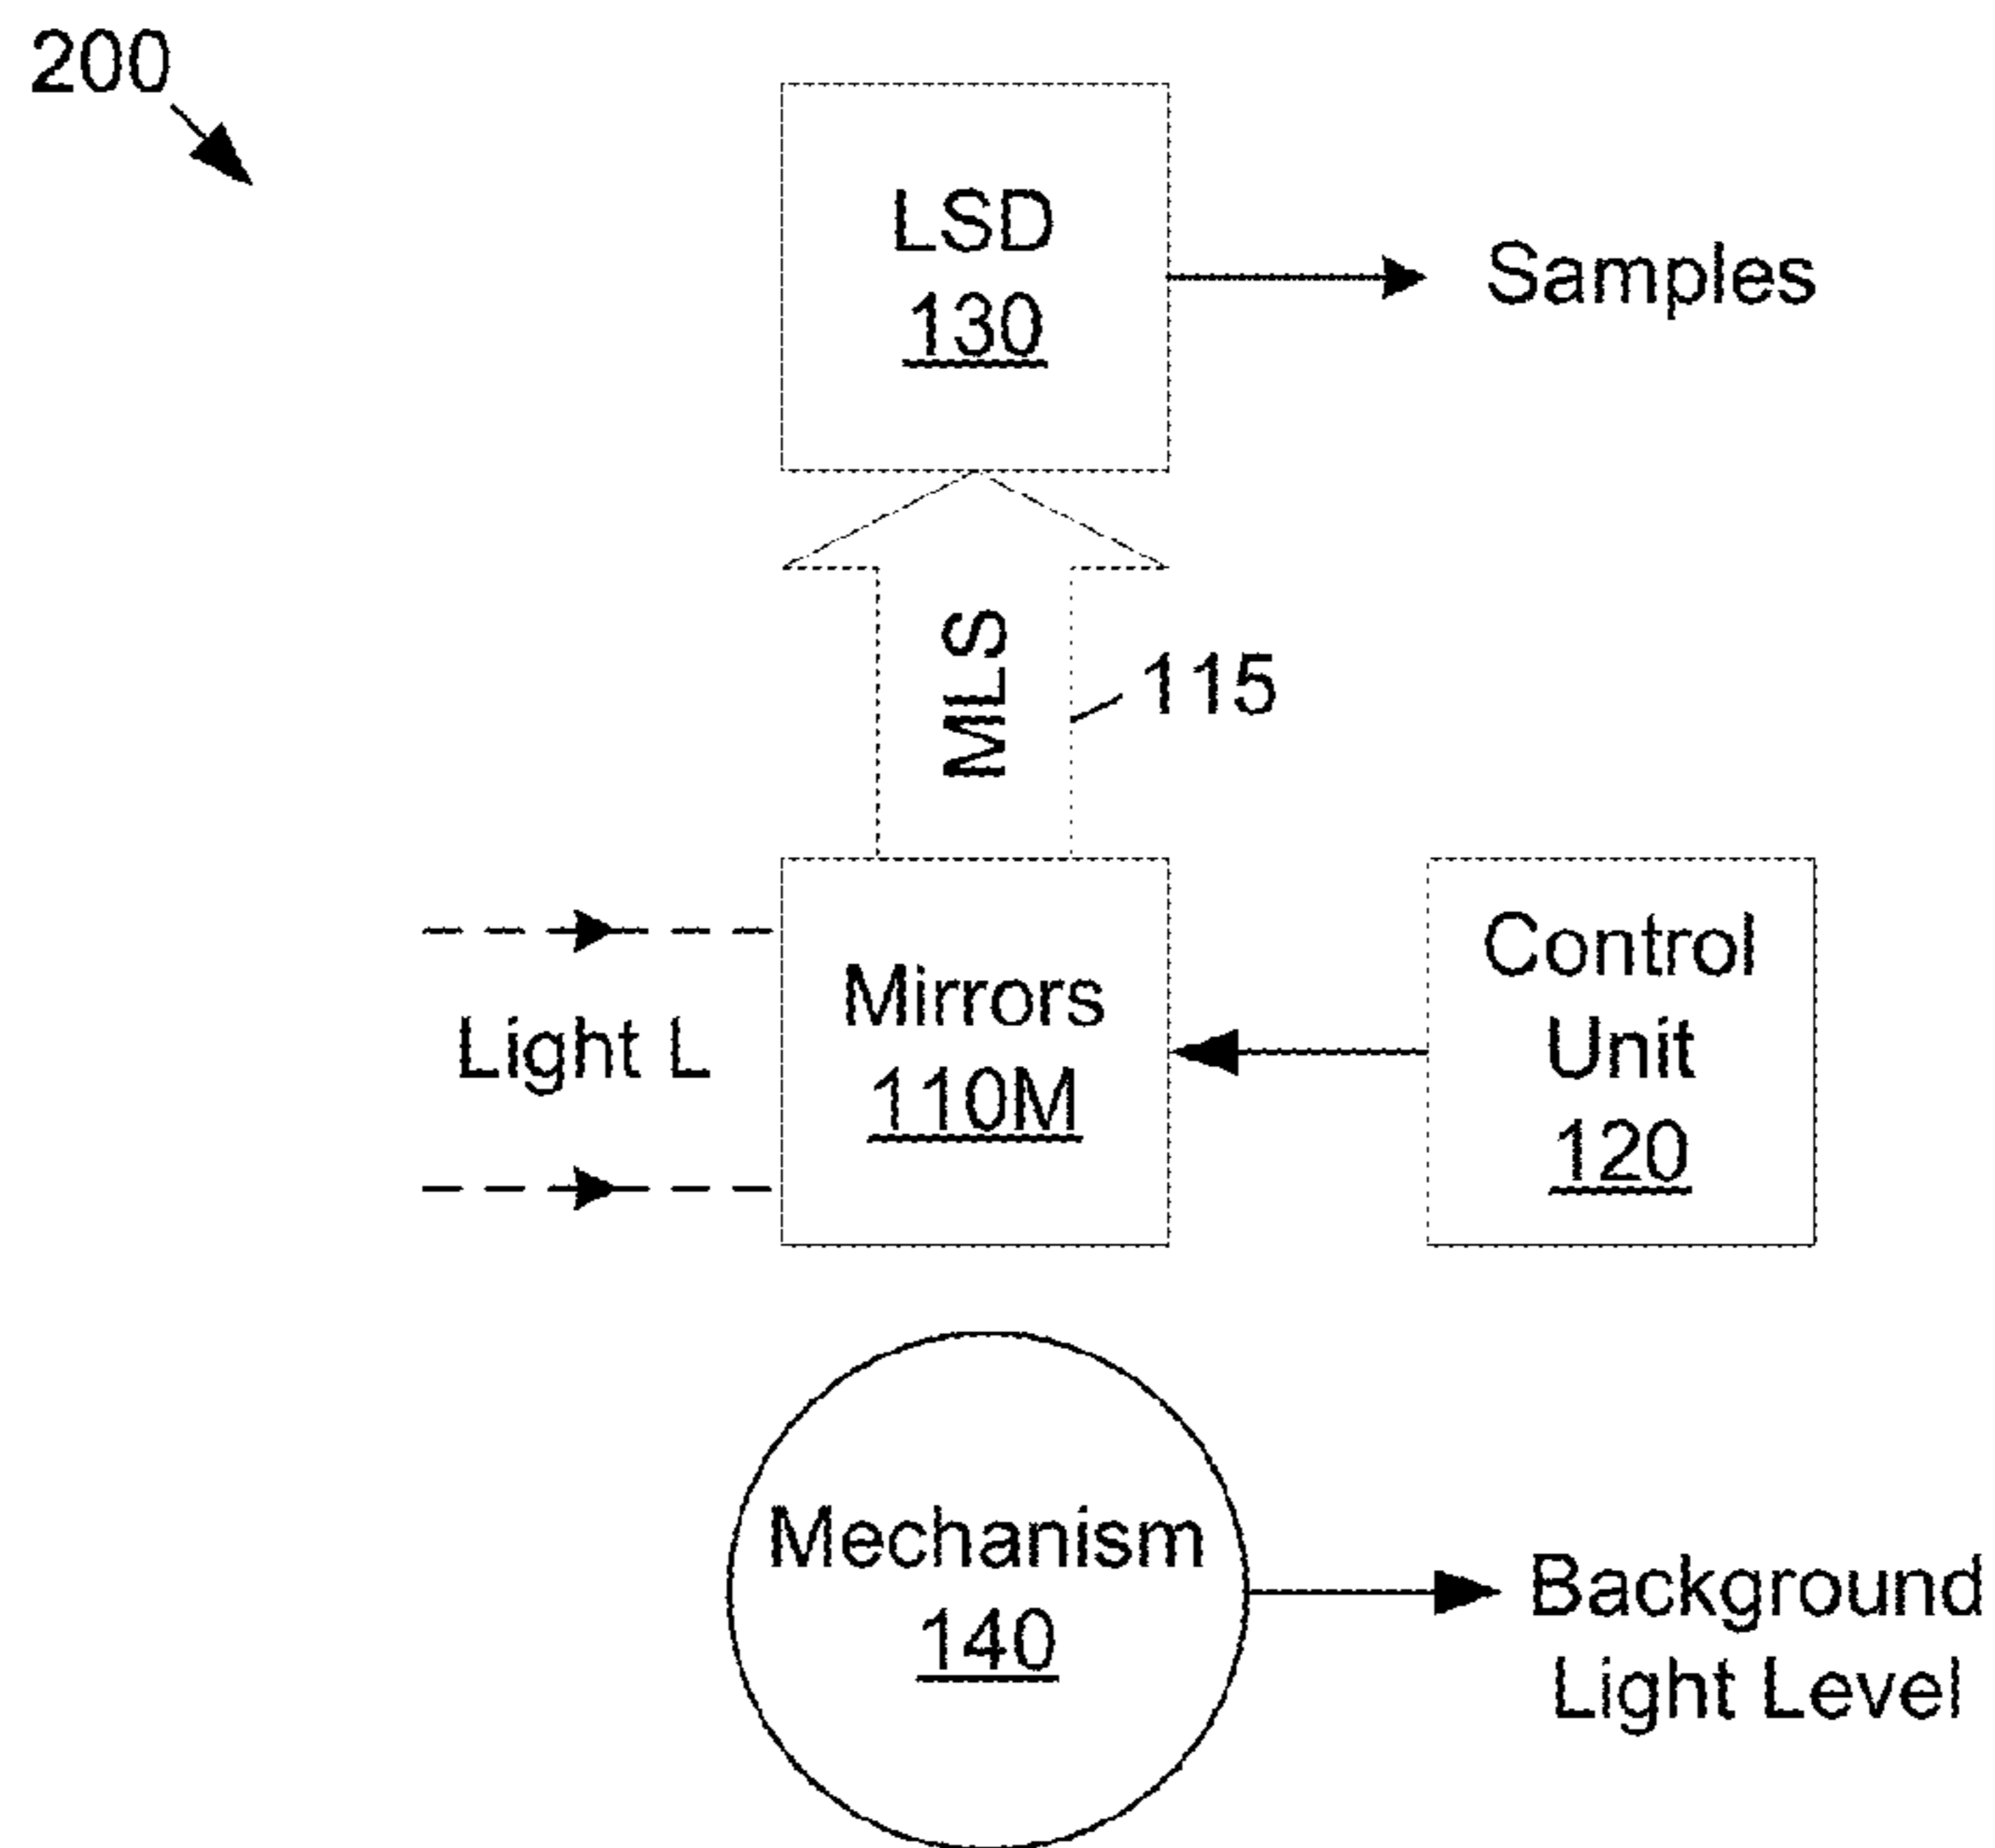 200
LSD
130
Samples
MLS
115
Light L
Mirrors
110M
Control
Unit
120
Mechanism
140
Background
Light Level